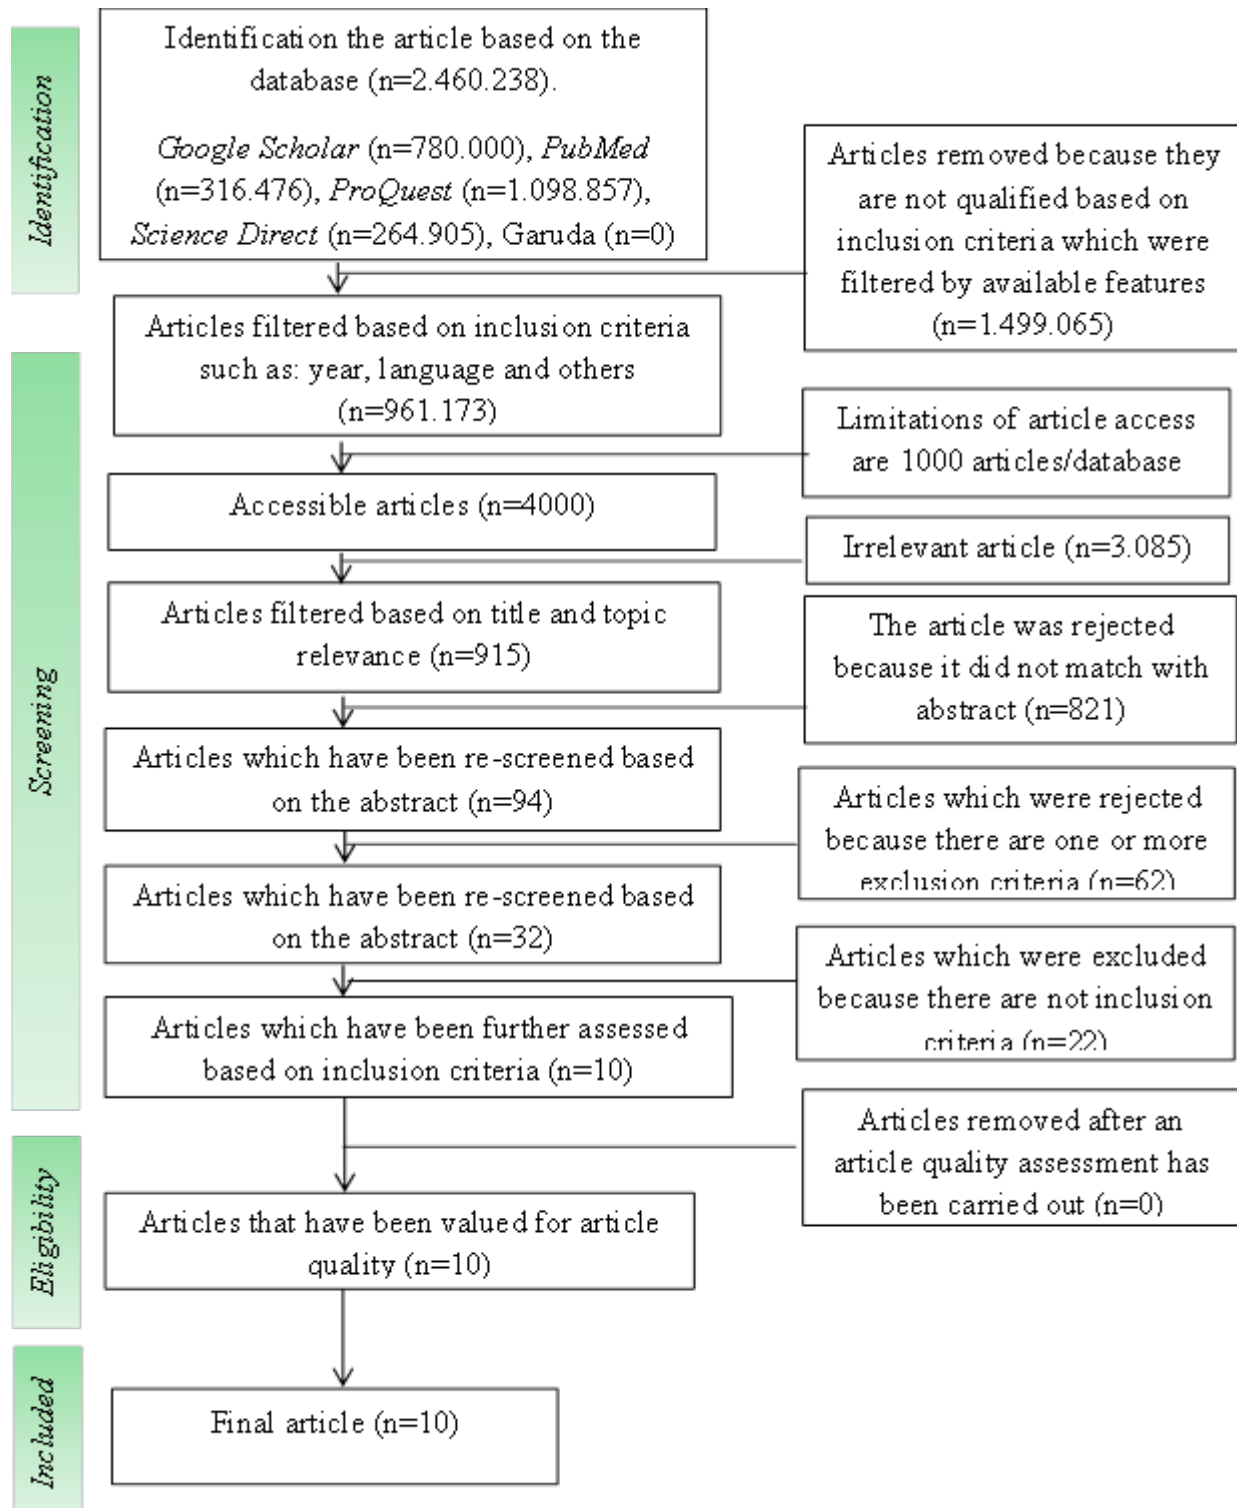 Identification
Identification the article based on the
database (n=2.460.238).
Google Scholar (n=780.000), PubMed
(n=316.476), ProQuest (n=1.098.857),
Science Direct (n=264.905), Garuda (n=0)
Articles removed because they
are not qualified based on
inclusion criteria which were
filtered by available features
(n=1.499.065)
Screening
Articles filtered based on inclusion criteria
such as: year, language and others
(n=961.173)
Limitations of article access
are 1000 articles/database
Accessible articles (n=4000)
Irrelevant article (n=3.085)
Articles filtered based on title and topic
relevance (n=915)
The article was rejected
because it did not match with
abstract (n=821)
Articles which have been re-screened based
on the abstract (n=94)
Articles which were rejected
because there are one or more
exclusion criteria (n=62)
Articles which have been re-screened based
on the abstract (n=32)
Articles which were excluded
because there are not inclusion
criteria (n=22)
Articles which have been further assessed
based on inclusion criteria (n=10)
Articles removed after an
article quality assessment has
been carried out (n=0)
Eligibility
Articles that have been valued for article
quality (n=10)
Included
Final article (n=10)